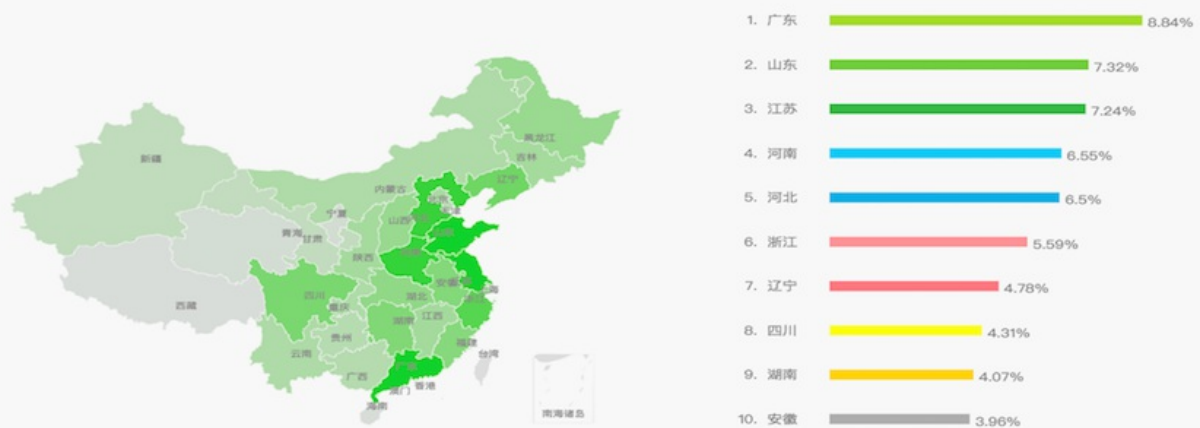 黑龙江
吉林
新疆
辽宁
内蒙古
北京
宁夏
山西
青海
甘肃
陕西
西藏
四川
湖北
安徽
重庆
湖南
江西
贵州
福建
云南
台湾
广西
香港
澳门
海南
南海诸岛
1. 广东 8.84%
2. 山东 7.32%
3. 江苏 7.24%
4. 河南 6.55%
5. 河北 6.5%
6. 浙江 5.59%
7. 辽宁 4.78%
8. 四川 4.31%
9. 湖南 4.07%
10. 安徽 3.96%